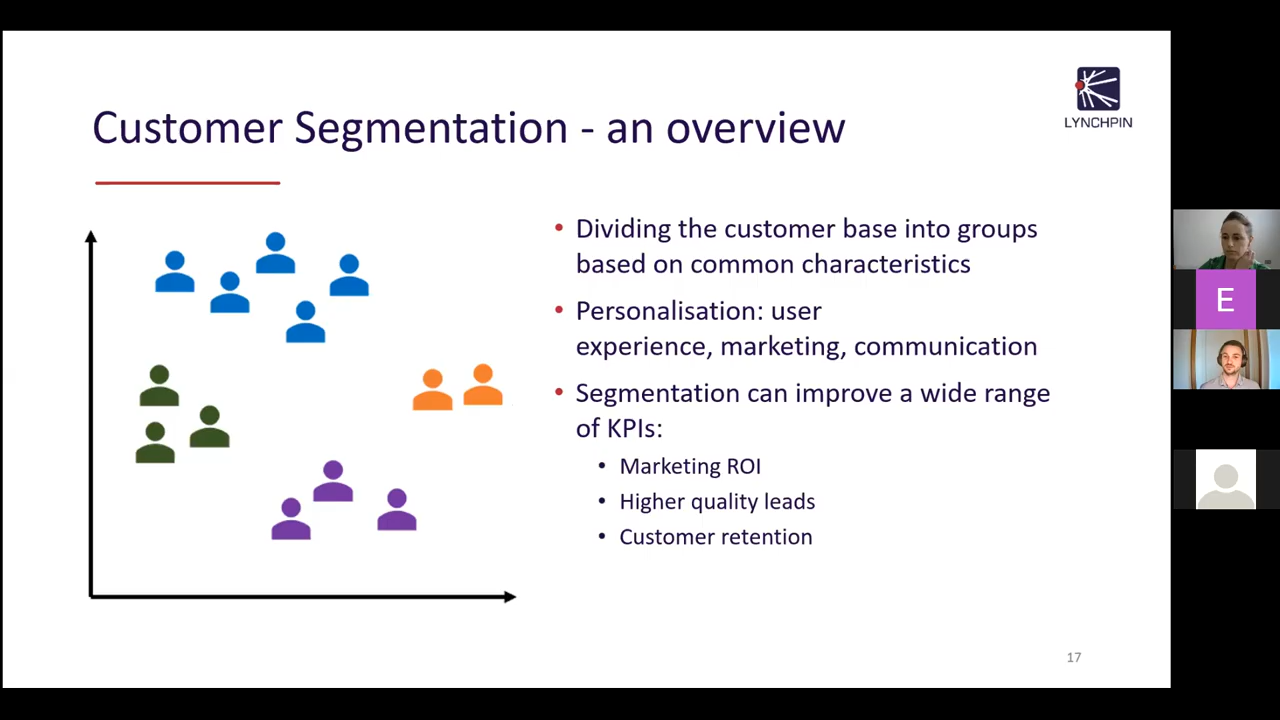 LYNCHPIN
Customer Segmentation - an overview
• Dividing the customer base into groups
based on common characteristics
• Personalisation: user
experience, marketing, communication
• Segmentation can improve a wide range
of KPIs:
• Marketing ROI
• Higher quality leads
• Customer retention
E
17